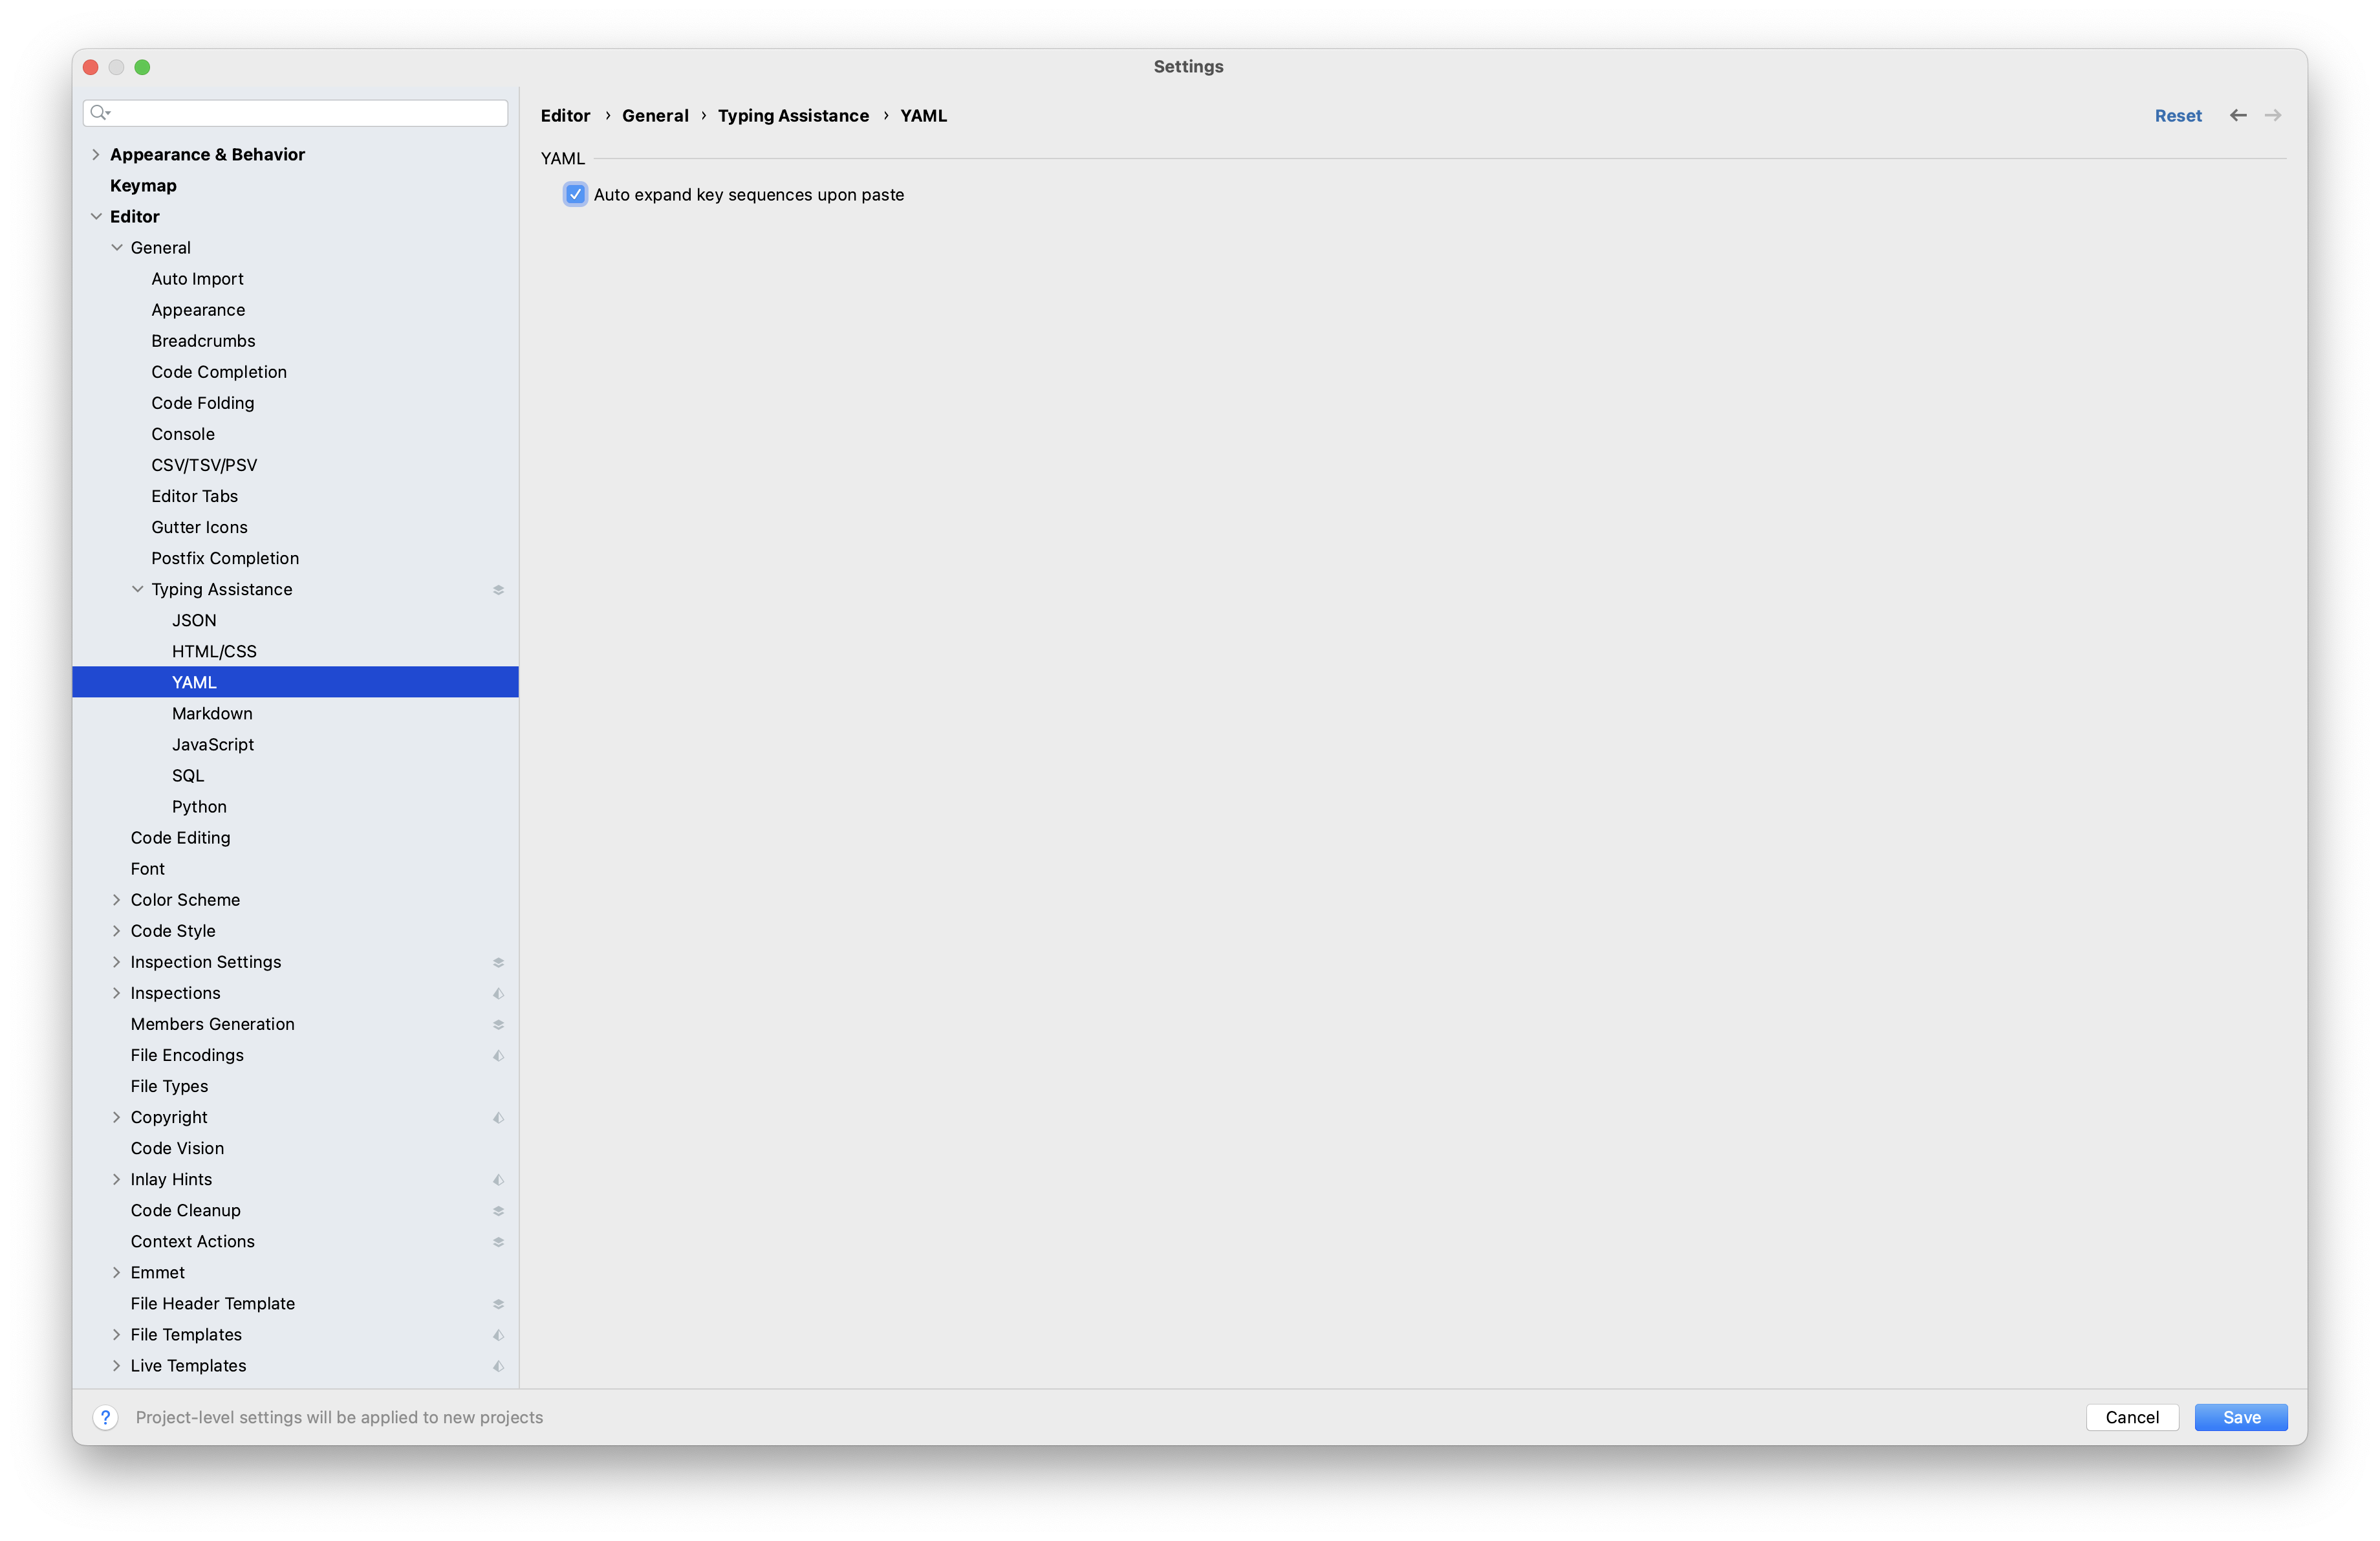 Settings
Editor › General › Typing Assistance › YAML
Reset
Appearance & Behavior
Keymap
Editor
General
Auto Import
Appearance
Breadcrumbs
Code Completion
Code Folding
Console
CSV/TSV/PSV
Editor Tabs
Gutter Icons
Postfix Completion
Typing Assistance
JSON
HTML/CSS
YAML
Markdown
JavaScript
SQL
Python
Code Editing
Font
Color Scheme
Code Style
Inspection Settings
Inspections
Members Generation
File Encodings
File Types
Copyright
Code Vision
Inlay Hints
Code Cleanup
Context Actions
Emmet
File Header Template
File Templates
Live Templates
YAML
Auto expand key sequences upon paste
?
Project-level settings will be applied to new projects
Cancel
Save